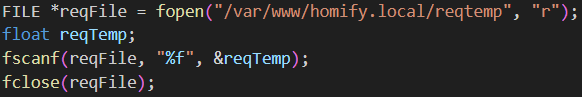 FILE *reqFile = fopen("/var/www/homify.local/reqtemp", "r");
float reqTemp;
fscanf(reqFile, "%f", &reqTemp);
fclose(reqFile);